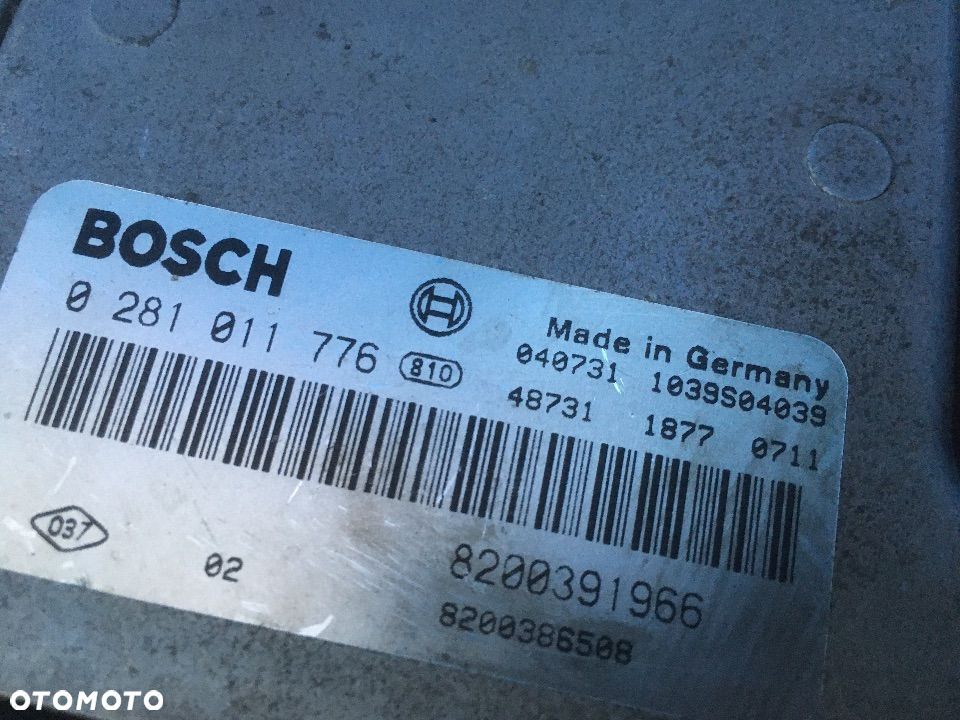 BOSCH
0 281 011 776 810
Made in Germany
040731 1039S04039
48731 1877 0711
037
02
8200391966
8200386508
OTOMOTO